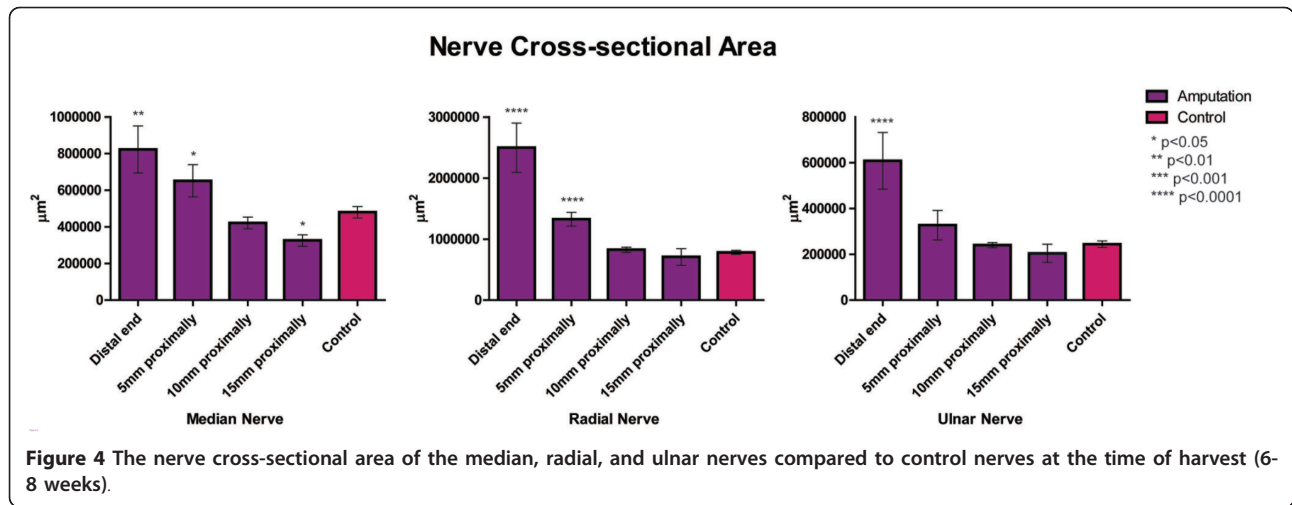 Nerve Cross-sectional Area
1000000
800000
600000
400000
200000
0
μm²
**
*
*
Distal end
5mm proximally
10mm proximally
15mm proximally
Control
Median Nerve
3000000
2000000
1000000
0
μm²
****
****
Distal end
5mm proximally
10mm proximally
15mm proximally
Control
Radial Nerve
800000
600000
400000
200000
0
μm²
****
Distal end
5mm proximally
10mm proximally
15mm proximally
Control
Ulnar Nerve
Amputation
Control
* p<0.05
** p<0.01
*** p<0.001
**** p<0.0001
Figure 4 The nerve cross-sectional area of the median, radial, and ulnar nerves compared to control nerves at the time of harvest (6-
8 weeks).